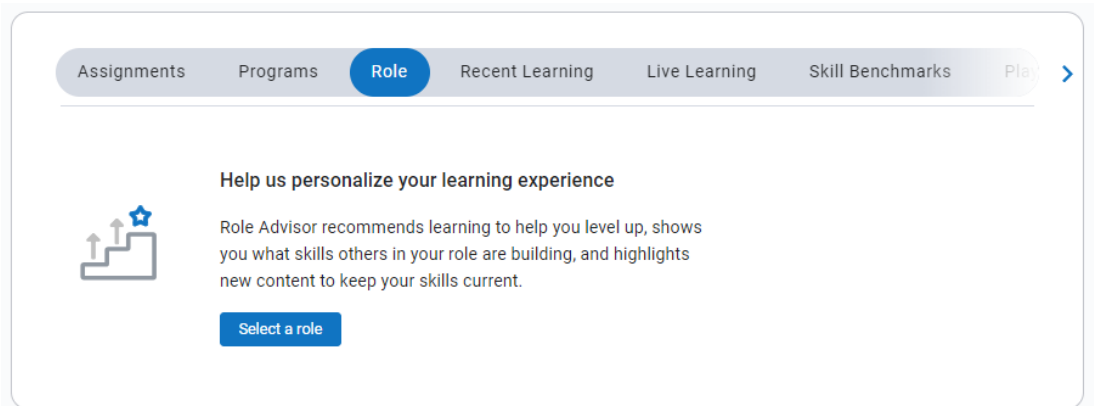 Assignments Programs Role Recent Learning Live Learning Skill Benchmarks
Help us personalize your learning experience
Role Advisor recommends learning to help you level up, shows
you what skills others in your role are building, and highlights
new content to keep your skills current.
Select a role